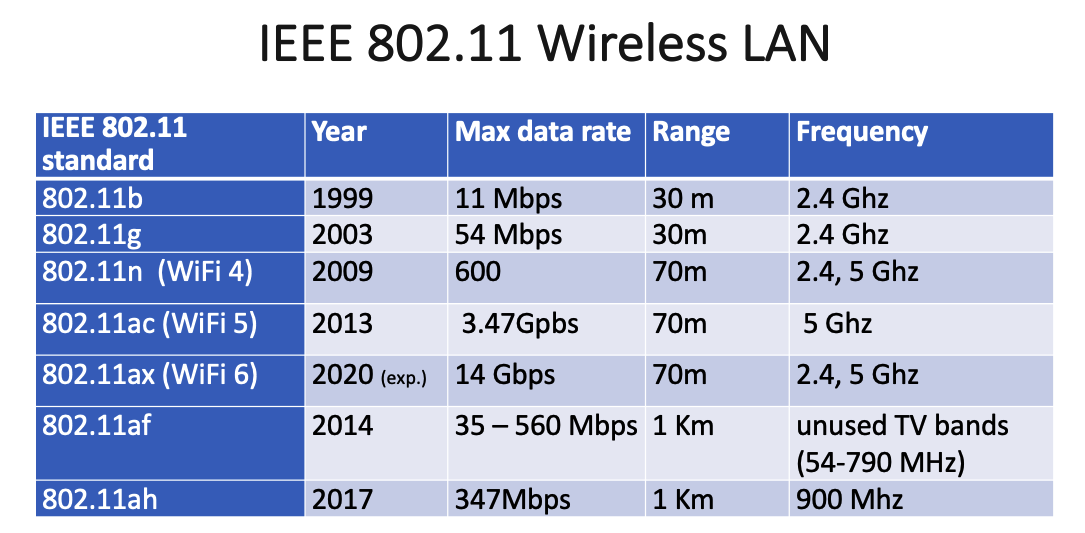 IEEE 802.11 Wireless LAN
IEEE 802.11 standard Year Max data rate Range Frequency
802.11b 1999 11 Mbps 30 m 2.4 Ghz
802.11g 2003 54 Mbps 30m 2.4 Ghz
802.11n (WiFi 4) 2009 600 70m 2.4, 5 Ghz
802.11ac (WiFi 5) 2013 3.47Gpbs 70m 5 Ghz
802.11ax (WiFi 6) 2020 (exp.) 14 Gbps 70m 2.4, 5 Ghz
802.11af 2014 35 – 560 Mbps 1 Km unused TV bands (54-790 MHz)
802.11ah 2017 347Mbps 1 Km 900 Mhz